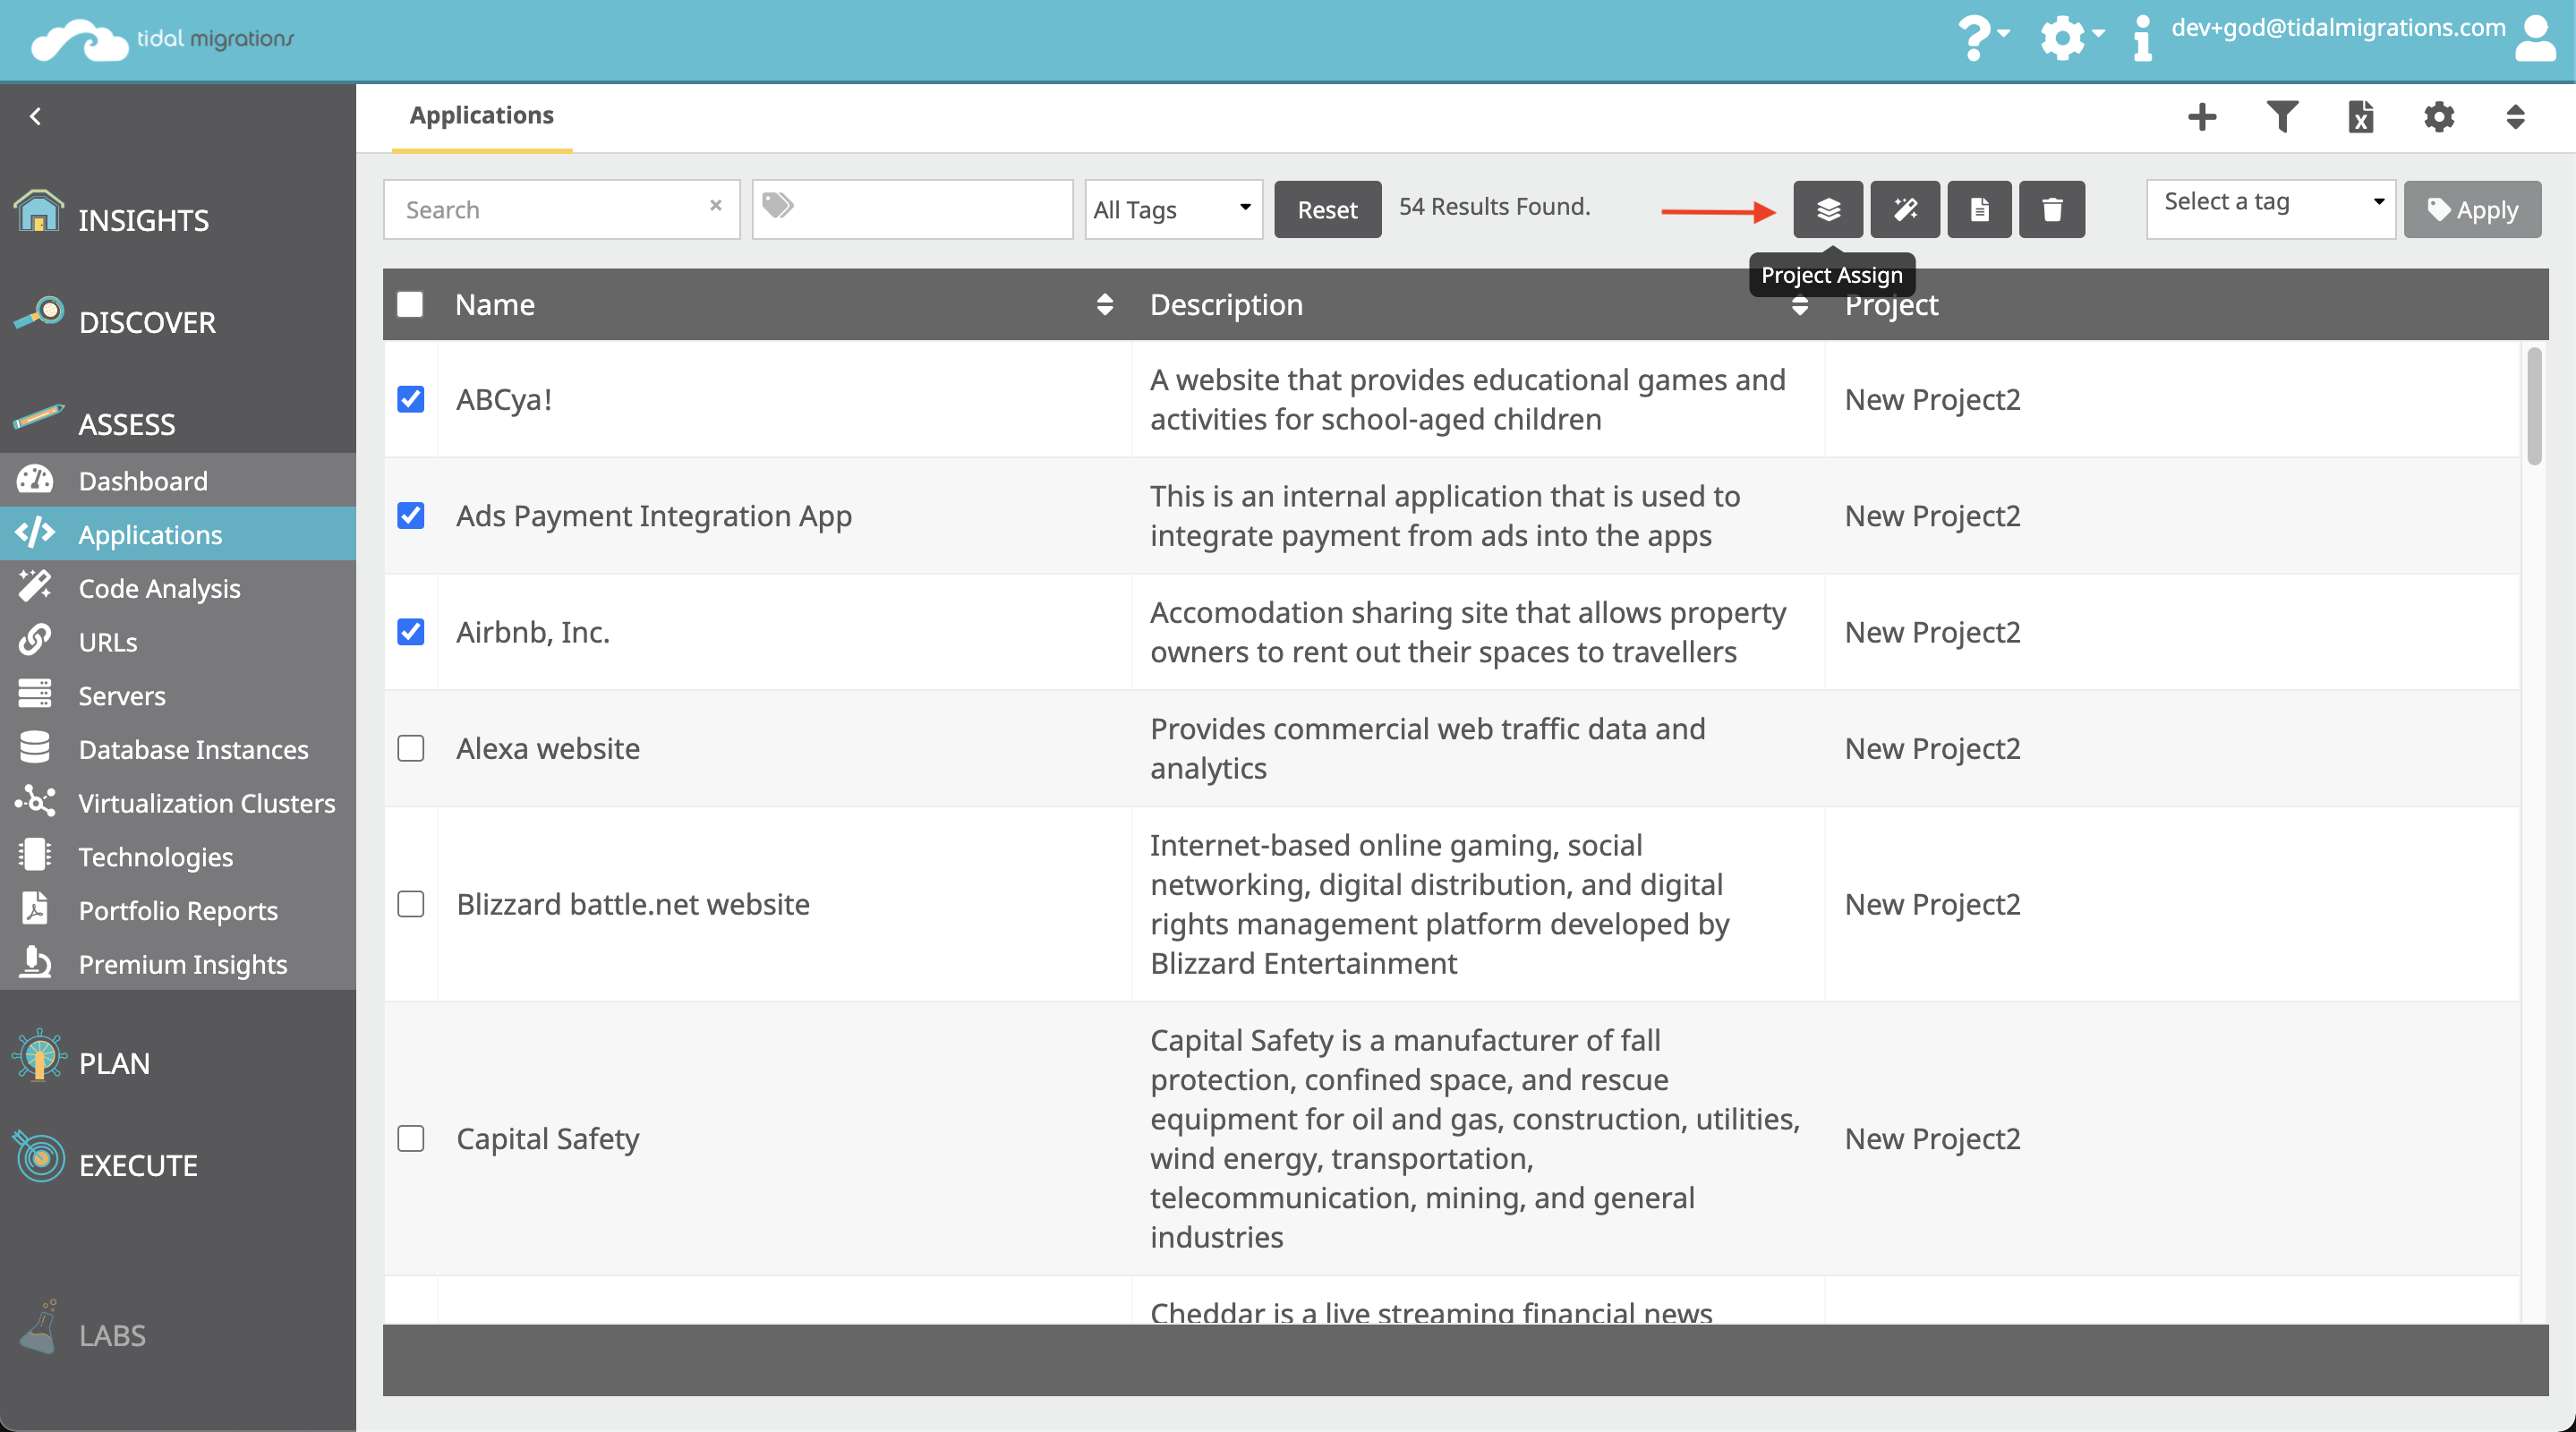 tidal migrations
dev+god@tidalmigrations.com
INSIGHTS
DISCOVER
ASSESS
Dashboard
Applications
Code Analysis
URLs
Servers
Database Instances
Virtualization Clusters
Technologies
Portfolio Reports
Premium Insights
PLAN
EXECUTE
LABS
Applications
Search
All Tags
Reset
54 Results Found.
Select a tag
Apply
Project Assign
Name
Description
Project
ABCya!
A website that provides educational games and
activities for school-aged children
New Project2
Ads Payment Integration App
This is an internal application that is used to
integrate payment from ads into the apps
New Project2
Airbnb, Inc.
Accomodation sharing site that allows property
owners to rent out their spaces to travellers
New Project2
Alexa website
Provides commercial web traffic data and
analytics
New Project2
Blizzard battle.net website
Internet-based online gaming, social
networking, digital distribution, and digital
rights management platform developed by
Blizzard Entertainment
New Project2
Capital Safety
Capital Safety is a manufacturer of fall
protection, confined space, and rescue
equipment for oil and gas, construction, utilities,
wind energy, transportation,
telecommunication, mining, and general
industries
New Project2
Cheddar is a live streaming financial news